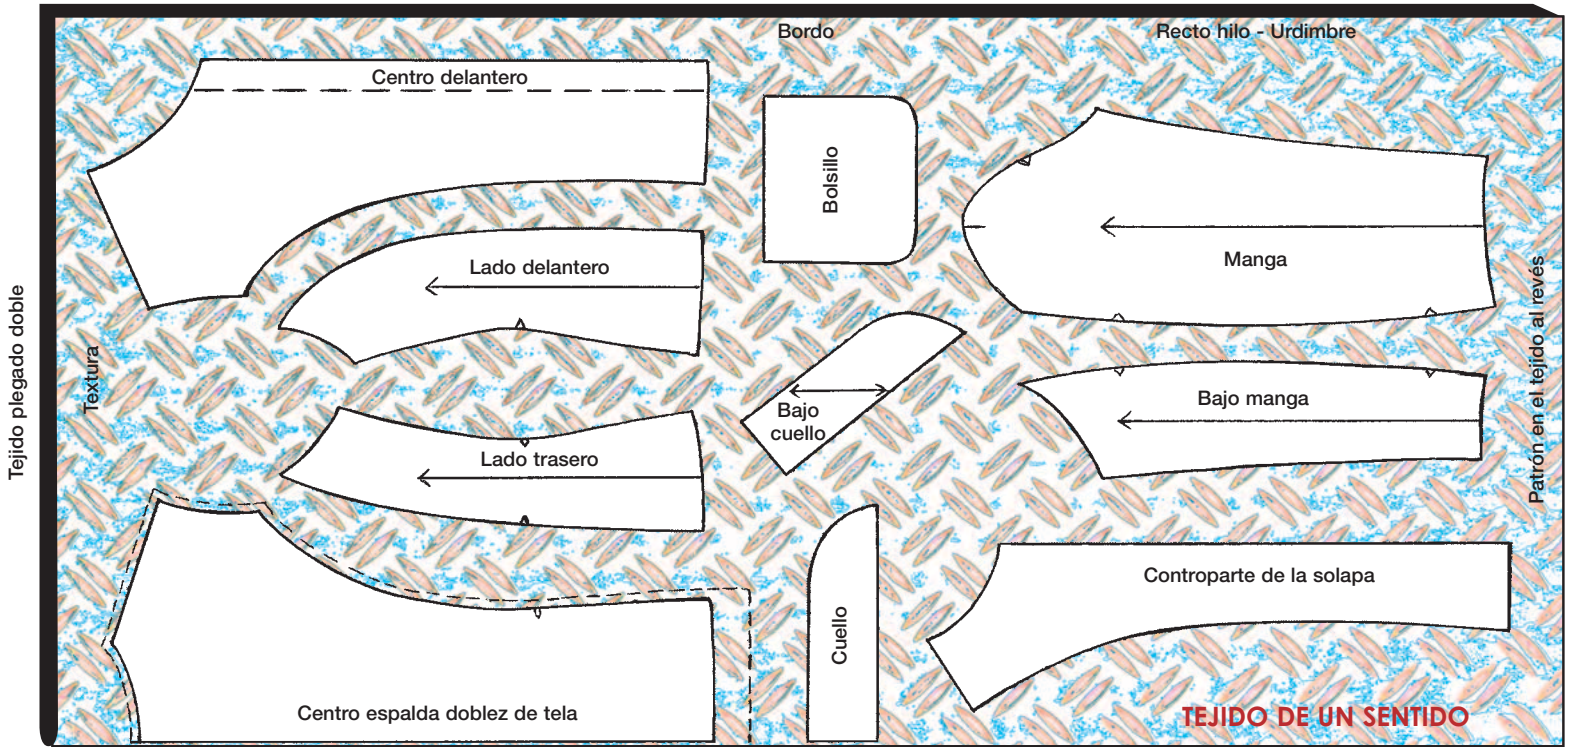 Bordo
Recto hilo - Urdimbre
Centro delantero
Bolsillo
Lado delantero
Manga
Tejido plegado doble
Textura
Patrón en el tejido al revés
Bajo
cuello
Bajo manga
Lado trasero
Controparte de la solapa
Cuello
Centro espalda doblez de tela
TEJIDO DE UN SENTIDO